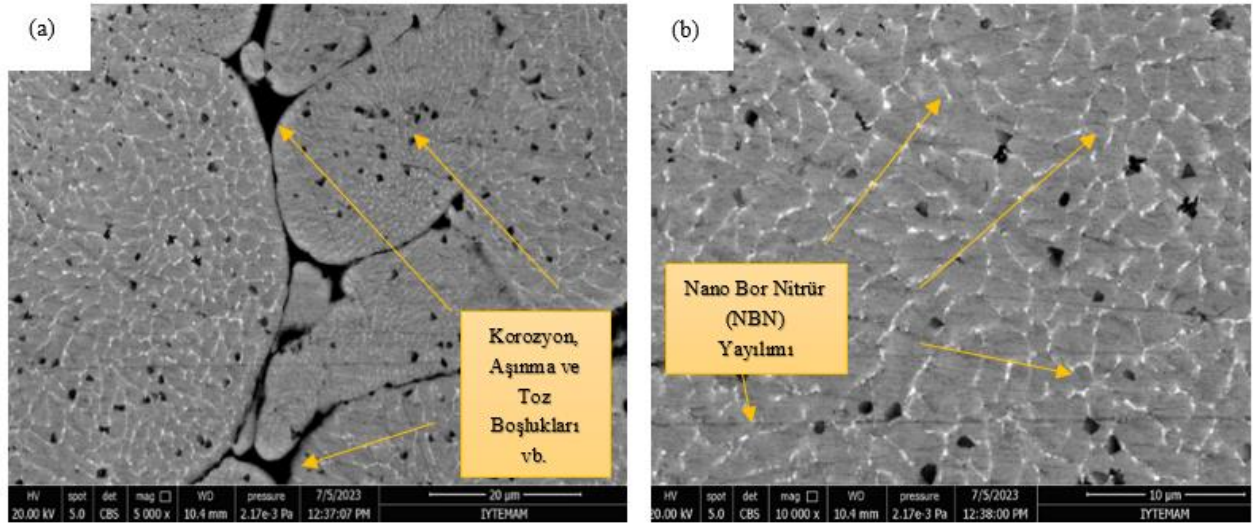 (a)
Korozyon,
Aşınma ve
Toz
Boşlukları
vb.
HV spot det mag □ WD pressure 7/5/2023 20 µm
20.00 kV 5.0 CBS 5 000 x 10.4 mm 2.17e-3 Pa 12:37:07 PM IYTEMAM
(b)
Nano Bor Nitrür
(NBN)
Yayılımı
HV spot det mag □ WD pressure 7/5/2023 10 µm
20.00 kV 5.0 CBS 10 000 x 10.4 mm 2.17e-3 Pa 12:38:00 PM IYTEMAM